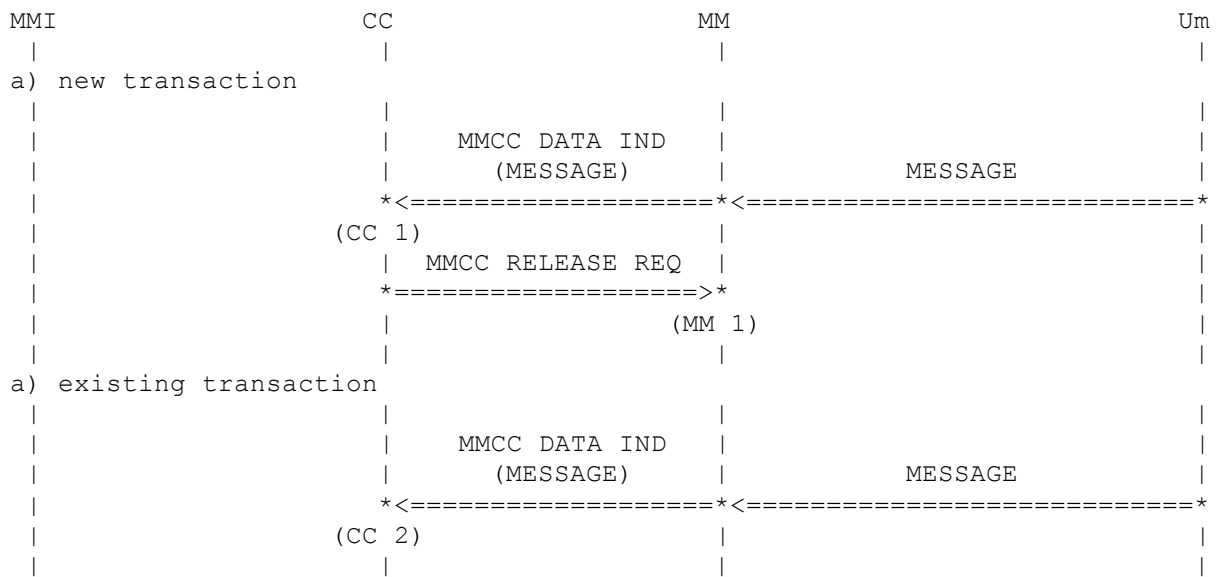 MMI CC MM Um
a) new transaction
MMCC DATA IND
(MESSAGE) MESSAGE
*<===================*<============================*
(CC 1)
MMCC RELEASE REQ
*===================>*
(MM 1)
a) existing transaction
MMCC DATA IND
(MESSAGE) MESSAGE
*<===================*<============================*
(CC 2)